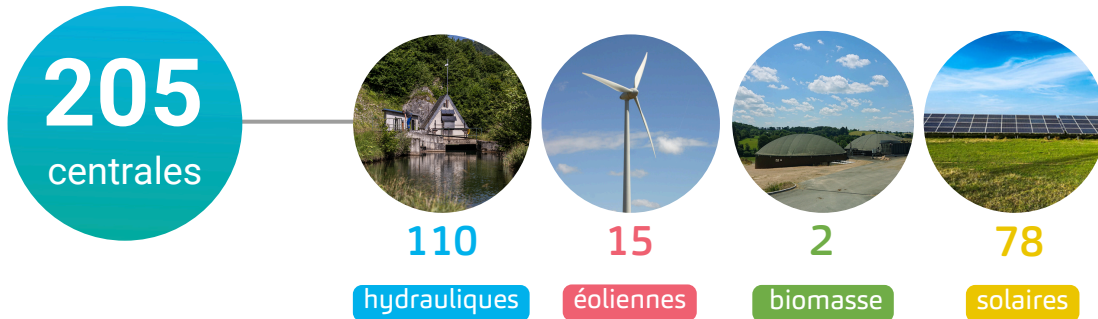 205
centrales
110
15
2
78
hydrauliques
éoliennes
biomasse
solaires